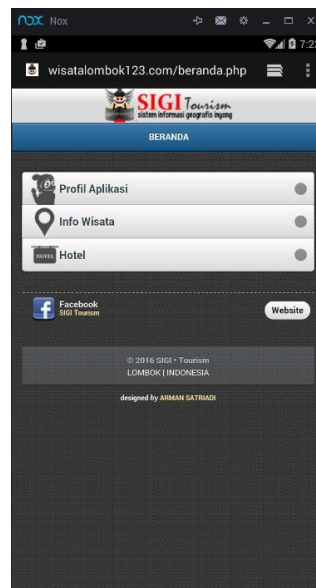 nox Nox
7:23
wisatalombok123.com/beranda.php
SIGI Tourism
sistem informasi geografis inyong
BERANDA
Profil Aplikasi
Info Wisata
HOTEL Hotel
Facebook
SIGI Tourism
Website
© 2016 SIGI • Tourism
LOMBOK | INDONESIA
designed by ARMAN SATRIADI